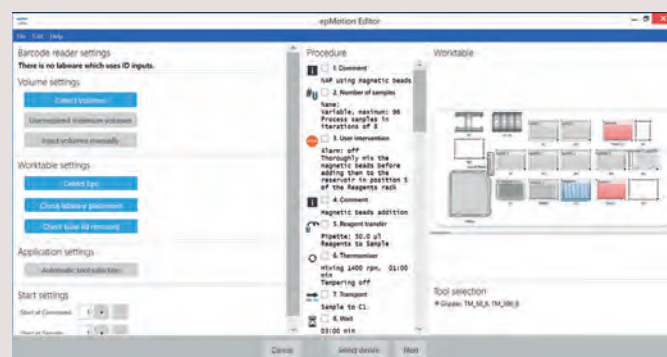 epMotion Editor
File Edit Help
Barcode reader settings
There is no labware which uses ID inputs.
Volume settings
Detect volumes
Use required minimum volumes
Input volumes manually
Worktable settings
Detect tips
Check labware placement
Check tube lid removed
Application settings
Automatic tool selection
Start settings
Start at Command 1
Start at Sample
Procedure
1. Comment
using magnetic beads
2. Number of samples
Name:
Variable, maximum: 96
Process samples in
iterations of 8
3. User intervention
Alarm: off
Thoroughly mix the
magnetic beads before
adding then to the
reservoir in position 5
of the Reagents rack
4. Comment
Magnetic beads addition
5. Reagent transfer
Pipette: 50.0 µl
Reagents to Sample
6. Thermomixer
Mixing 1400 rpm, 01:00
min
Tempering off
7. Transport
Sample to C1.
8. Wait
03:00 min
Worktable
Tool selection
Gripper, TM_50_8, TM_300_8
Cancel
Select device
Next